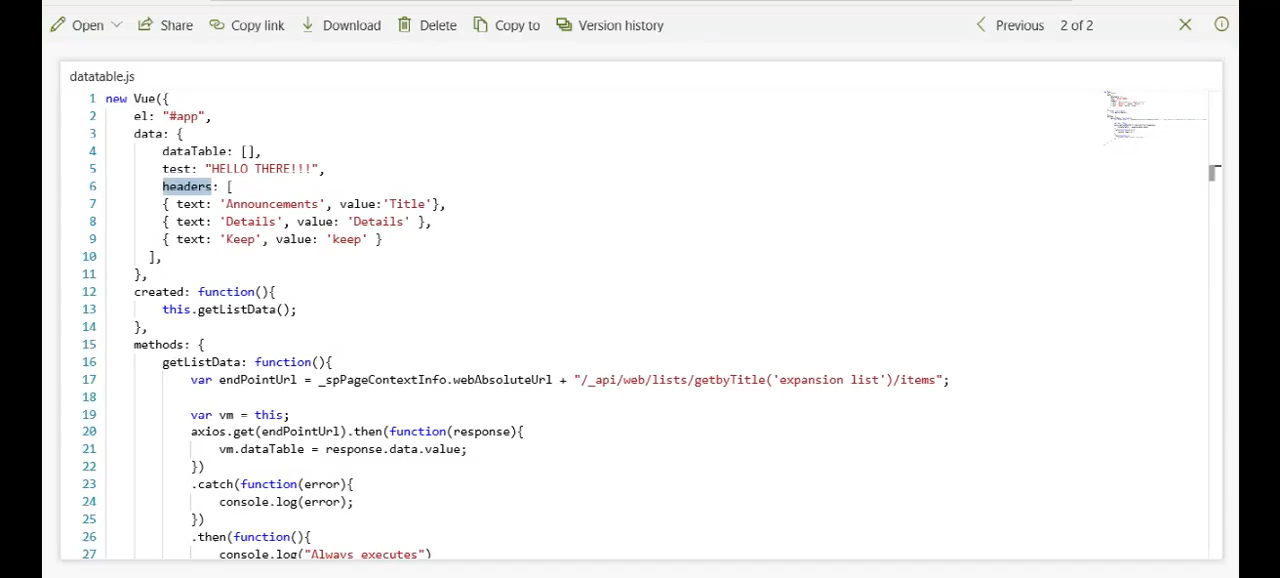 Open Share Copy link Download Delete Copy to Version history Previous 2 of 2
datatable.js
1 new Vue({
2 el: "#app",
3 data: {
4 dataTable: [],
5 test: "HELLO THERE!!!",
6 headers: [
7 { text: 'Announcements', value:'Title'},
8 { text: 'Details', value: 'Details' },
9 { text: 'Keep', value: 'keep' }
10 ],
11 },
12 created: function(){
13 this.getListData();
14 },
15 methods: {
16 getListData: function(){
17 var endPointUrl = _spPageContextInfo.webAbsoluteUrl + "/_api/web/lists/getbyTitle('expansion list')/items";
18
19 var vm = this;
20 axios.get(endPointUrl).then(function(response){
21 vm.dataTable = response.data.value;
22 })
23 .catch(function(error){
24 console.log(error);
25 })
26 .then(function(){
27 console.log("Always executes")